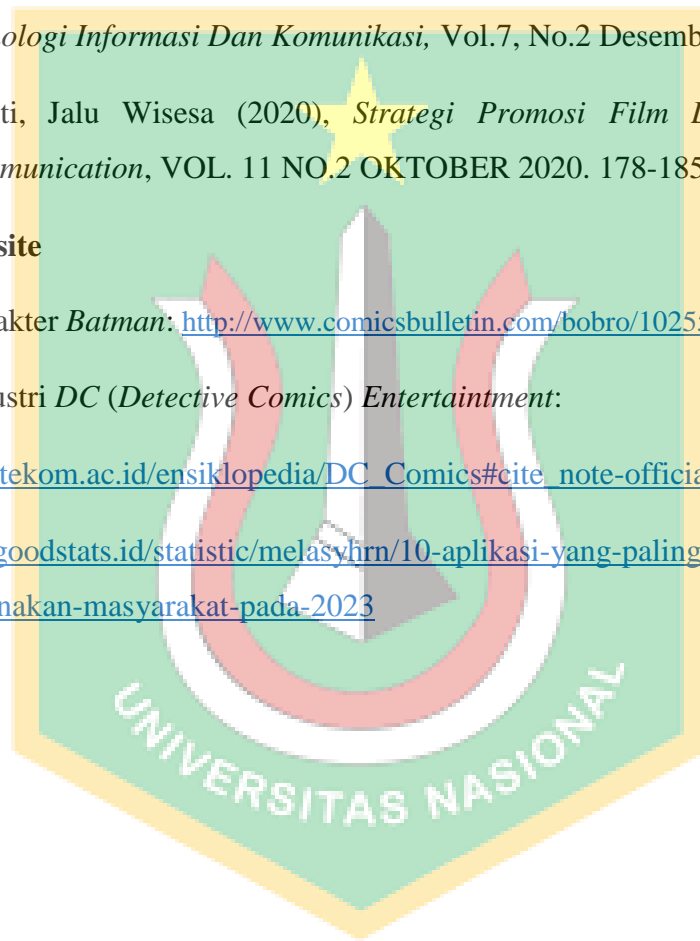 ologi Informasi Dan Komunikasi, Vol.7, No.2 Desemb
ti, Jalu Wisesa (2020), Strategi Promosi Film
munication, VOL. 11 NO.2 OKTOBER 2020. 178-185
site
akter Batman: http://www.comicsbulletin.com/bobro/1025
ustri DC (Detective Comics) Entertaintment:
tekom.ac.id/ensiklopedia/DC_Comics#cite_note-officia
goodstats.id/statistic/melasyhrn/10-aplikasi-yang-paling
nakan-masyarakat-pada-2023
UNIVERSITAS NASIONAL